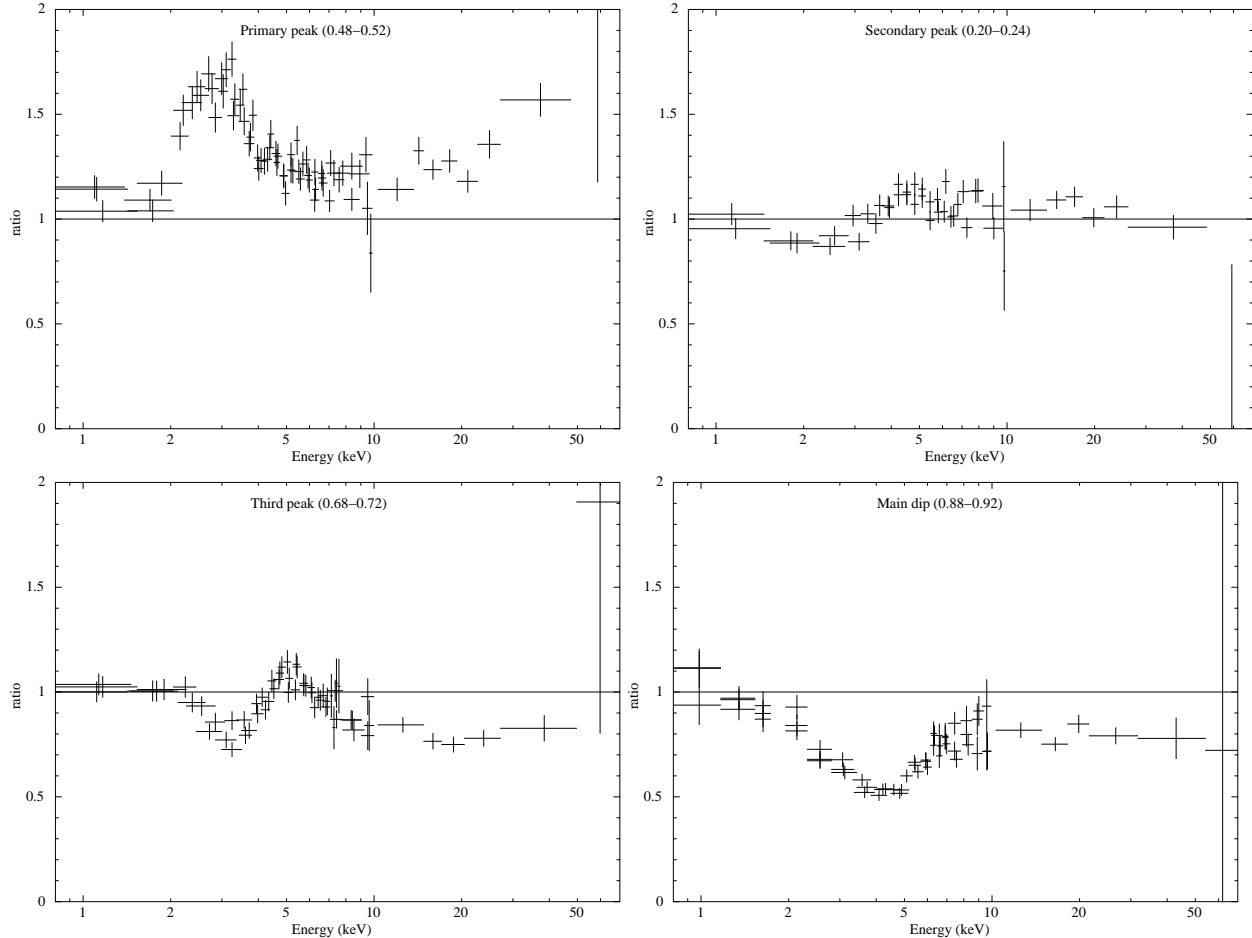 Primary peak (0.48–0.52)
ratio
2
1.5
1
0.5
0
1 2 5 10 20 50
Energy (keV)
Secondary peak (0.20–0.24)
ratio
2
1.5
1
0.5
0
1 2 5 10 20 50
Energy (keV)
Third peak (0.68–0.72)
ratio
2
1.5
1
0.5
0
1 2 5 10 20 50
Energy (keV)
Main dip (0.88–0.92)
ratio
2
1.5
1
0.5
0
1 2 5 10 20 50
Energy (keV)